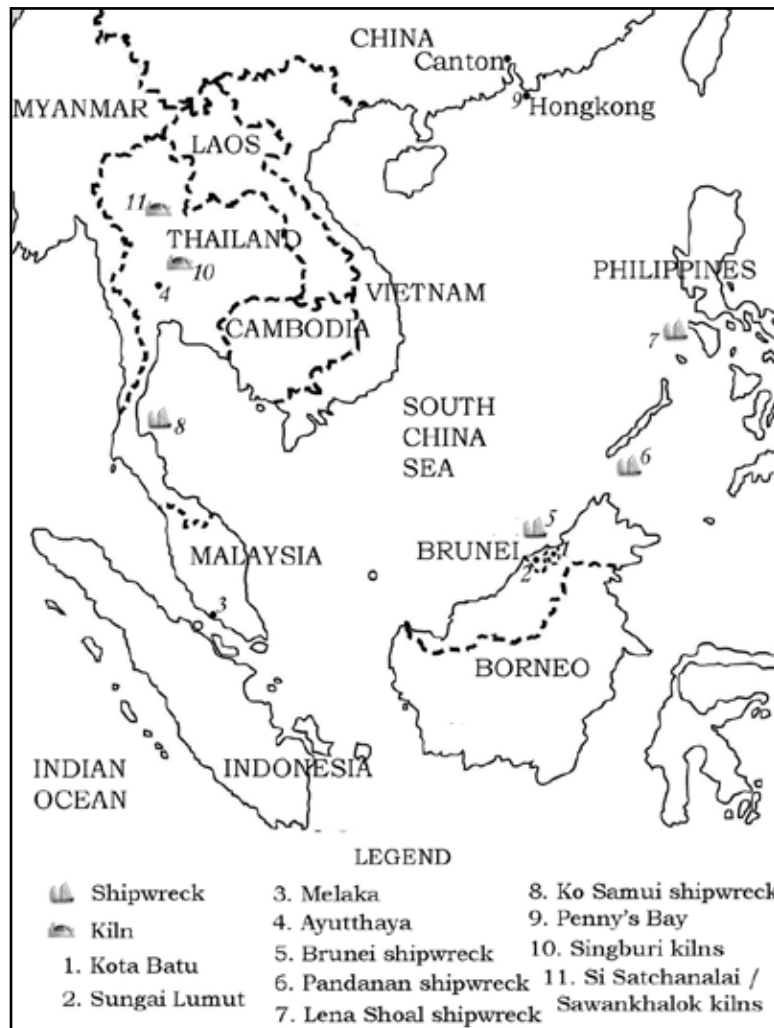 CHINA
Canton
9 Hongkong
MYANMAR
LAOS
11
THAILAND
10
4
VIETNAM
CAMBODIA
PHILIPPINES
7
8
SOUTH
CHINA
SEA
6
5
BRUNEI
1
2
MALAYSIA
3
BORNEO
INDIAN
OCEAN
INDONESIA
LEGEND
Shipwreck
Kiln
1. Kota Batu
2. Sungai Lumut
3. Melaka
4. Ayutthaya
5. Brunei shipwreck
6. Pandanan shipwreck
7. Lena Shoal shipwreck
8. Ko Samui shipwreck
9. Penny's Bay
10. Singburi kilns
11. Si Satchanalai /
Sawankhalok kilns